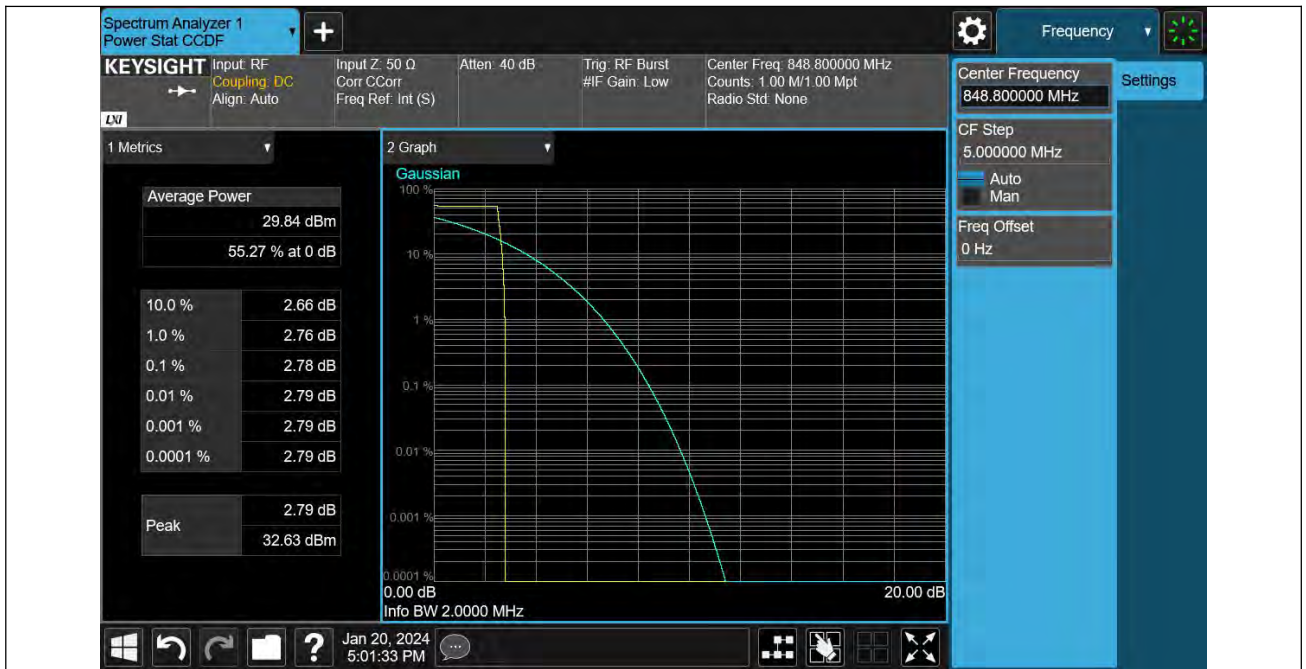 Spectrum Analyzer 1
Power Stat CCDF
Frequency
KEYSIGHT
LXI
Input: RF
Coupling: DC
Align: Auto
Input Z: 50 Ω
Corr CCorr
Freq Ref: Int (S)
Atten: 40 dB
Trig: RF Burst
#IF Gain: Low
Center Freq: 848.800000 MHz
Counts: 1.00 M/1.00 Mpt
Radio Std: None
Center Frequency
848.800000 MHz
Settings
CF Step
5.000000 MHz
Auto
Man
Freq Offset
0 Hz
1 Metrics
Average Power
29.84 dBm
55.27 % at 0 dB
10.0 % 2.66 dB
1.0 % 2.76 dB
0.1 % 2.78 dB
0.01 % 2.79 dB
0.001 % 2.79 dB
0.0001 % 2.79 dB
Peak
2.79 dB
32.63 dBm
2 Graph
Gaussian
100 %
10 %
1 %
0.1 %
0.01 %
0.001 %
0.0001 %
0.00 dB
20.00 dB
Info BW 2.0000 MHz
?
Jan 20, 2024
5:01:33 PM